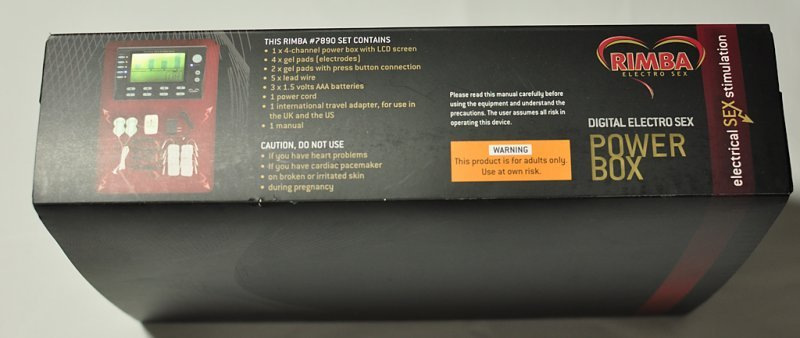 THIS RIMBA #7890 SET CONTAINS
• 1 x 4-channel power box with LCD screen
• 4 x gel pads (electrodes)
• 2 x gel pads with press button connection
• 5 x lead wire
• 3 x 1.5 volts AAA batteries
• 1 power cord
• 1 international travel adapter, for use in
the UK and the US
• 1 manual
CAUTION, DO NOT USE
• if you have heart problems
• if you have cardiac pacemaker
• on broken or irritated skin
• during pregnancy
Please read this manual carefully before
using the equipment and understand the
precautions. The user assumes all risk in
operating this device.
WARNING
This product is for adults only.
Use at own risk.
RIMBA
ELECTRO SEX
DIGITAL ELECTRO SEX
POWER
BOX
electrical SEX stimulation